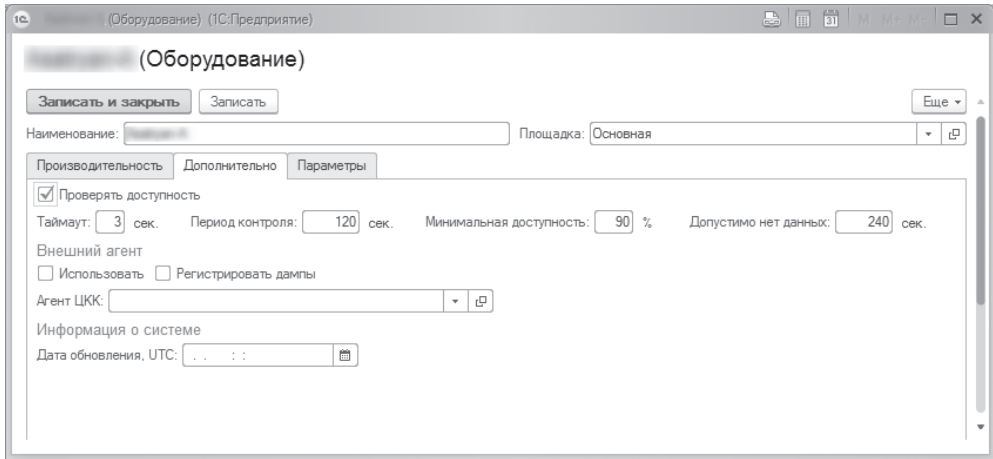 1С (Оборудование) (1С:Предприятие) 31 M M+ M-
(Оборудование)
Записать и закрыть Записать Еще
Наименование: Площадка: Основная
Производительность Дополнительно Параметры
Проверять доступность
Таймаут: 3 сек. Период контроля: 120 сек. Минимальная доступность: 90 % Допустимо нет данных: 240 сек.
Внешний агент
Использовать Регистрировать дампы
Агент ЦКК:
Информация о системе
Дата обновления, UTC: . . : :